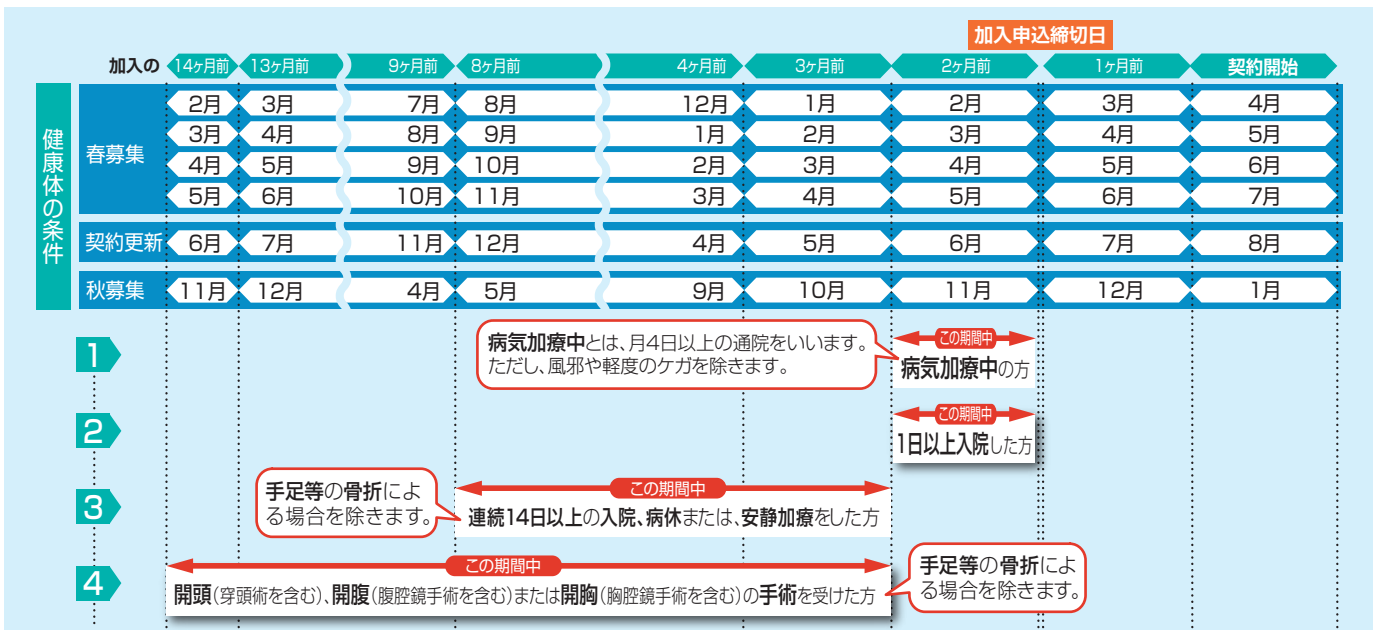 加入申込締切日
加入の 14ヶ月前 13ヶ月前 9ヶ月前 8ヶ月前 4ヶ月前 3ヶ月前 2ヶ月前 1ヶ月前 契約開始
健康体の条件
春募集
2月 3月 7月 8月 12月 1月 2月 3月 4月
3月 4月 8月 9月 1月 2月 3月 4月 5月
4月 5月 9月 10月 2月 3月 4月 5月 6月
5月 6月 10月 11月 3月 4月 5月 6月 7月
契約更新 6月 7月 11月 12月 4月 5月 6月 7月 8月
秋募集 11月 12月 4月 5月 9月 10月 11月 12月 1月
1
病気加療中とは、月4日以上の通院をいいます。
ただし、風邪や軽度のケガを除きます。
この期間中
病気加療中の方
2
この期間中
1日以上入院した方
3
手足等の骨折によ
る場合を除きます。
この期間中
連続14日以上の入院、病休または、安静加療をした方
4
この期間中
開頭(穿頭術を含む)、開腹(腹腔鏡手術を含む)または開胸(胸腔鏡手術を含む)の手術を受けた方
手足等の骨折によ
る場合を除きます。